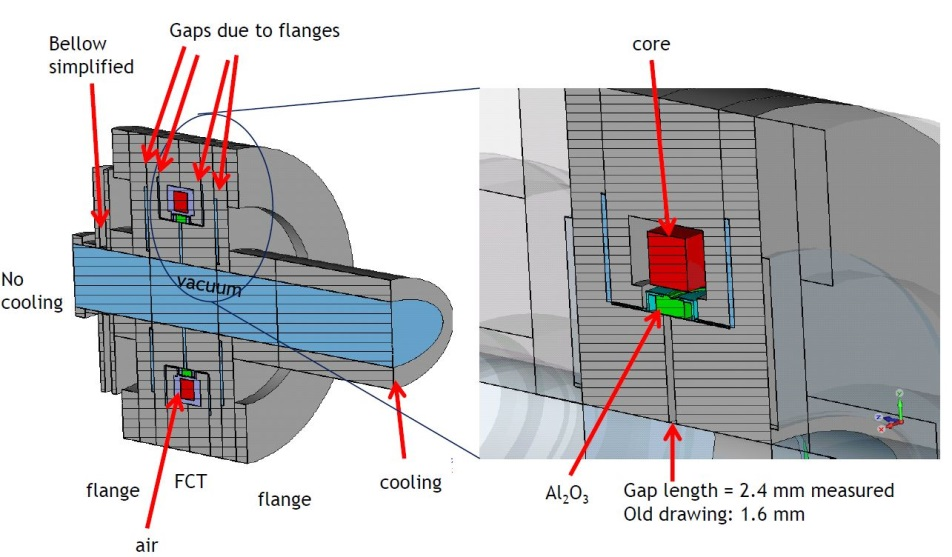 Gaps due to flanges
Bellow
simplified
core
No
cooling
vacuum
flange
FCT
flange
cooling
air
Al₂O₃
Gap length = 2.4 mm measured
Old drawing: 1.6 mm